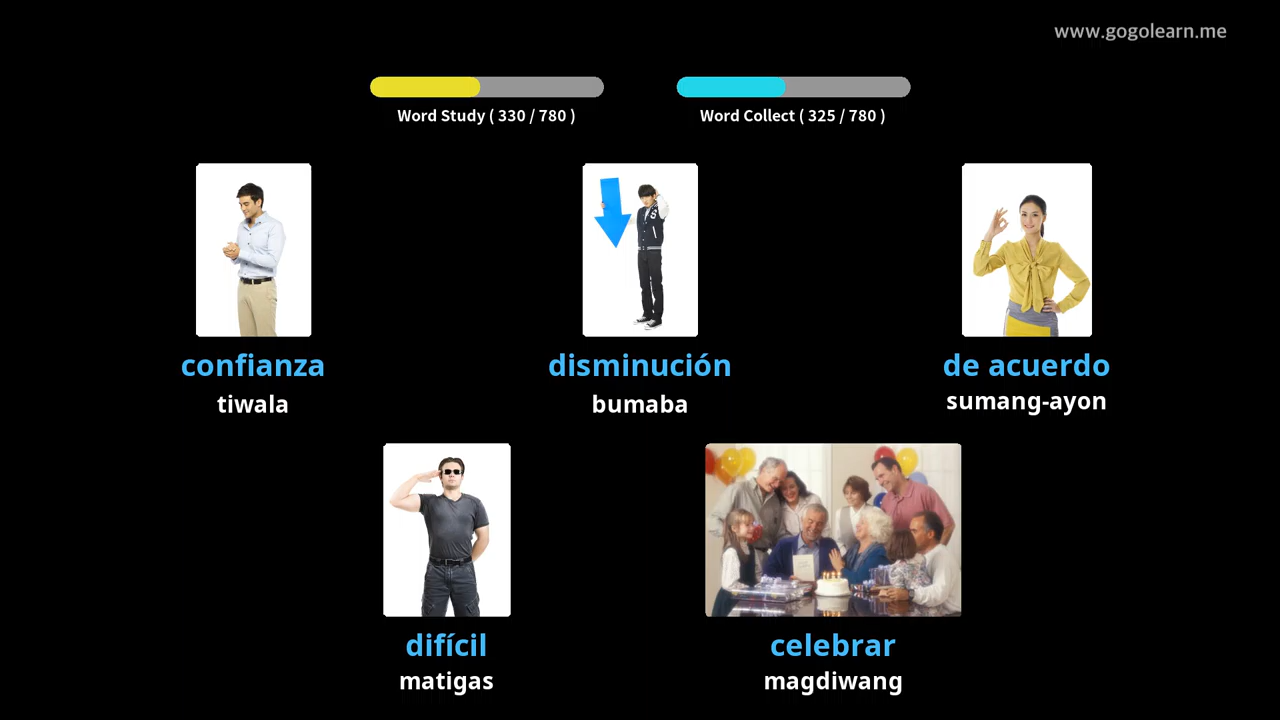 www.gogolearn.me
Word Study ( 330 / 780 )
Word Collect ( 325 / 780 )
confianza
tiwala
disminución
bumaba
de acuerdo
sumang-ayon
difícil
matigas
celebrar
magdiwang